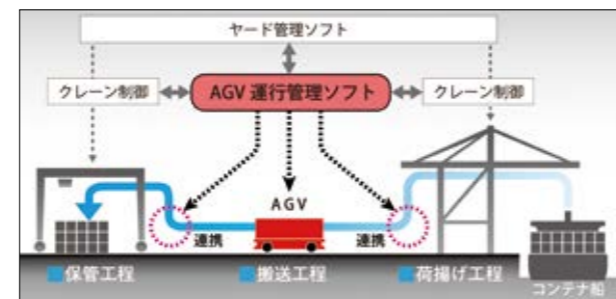 ヤード管理ソフト
クレーン制御
AGV 運行管理ソフト
クレーン制御
AGV
連携
連携
保管工程
搬送工程
荷揚げ工程
コンテナ船